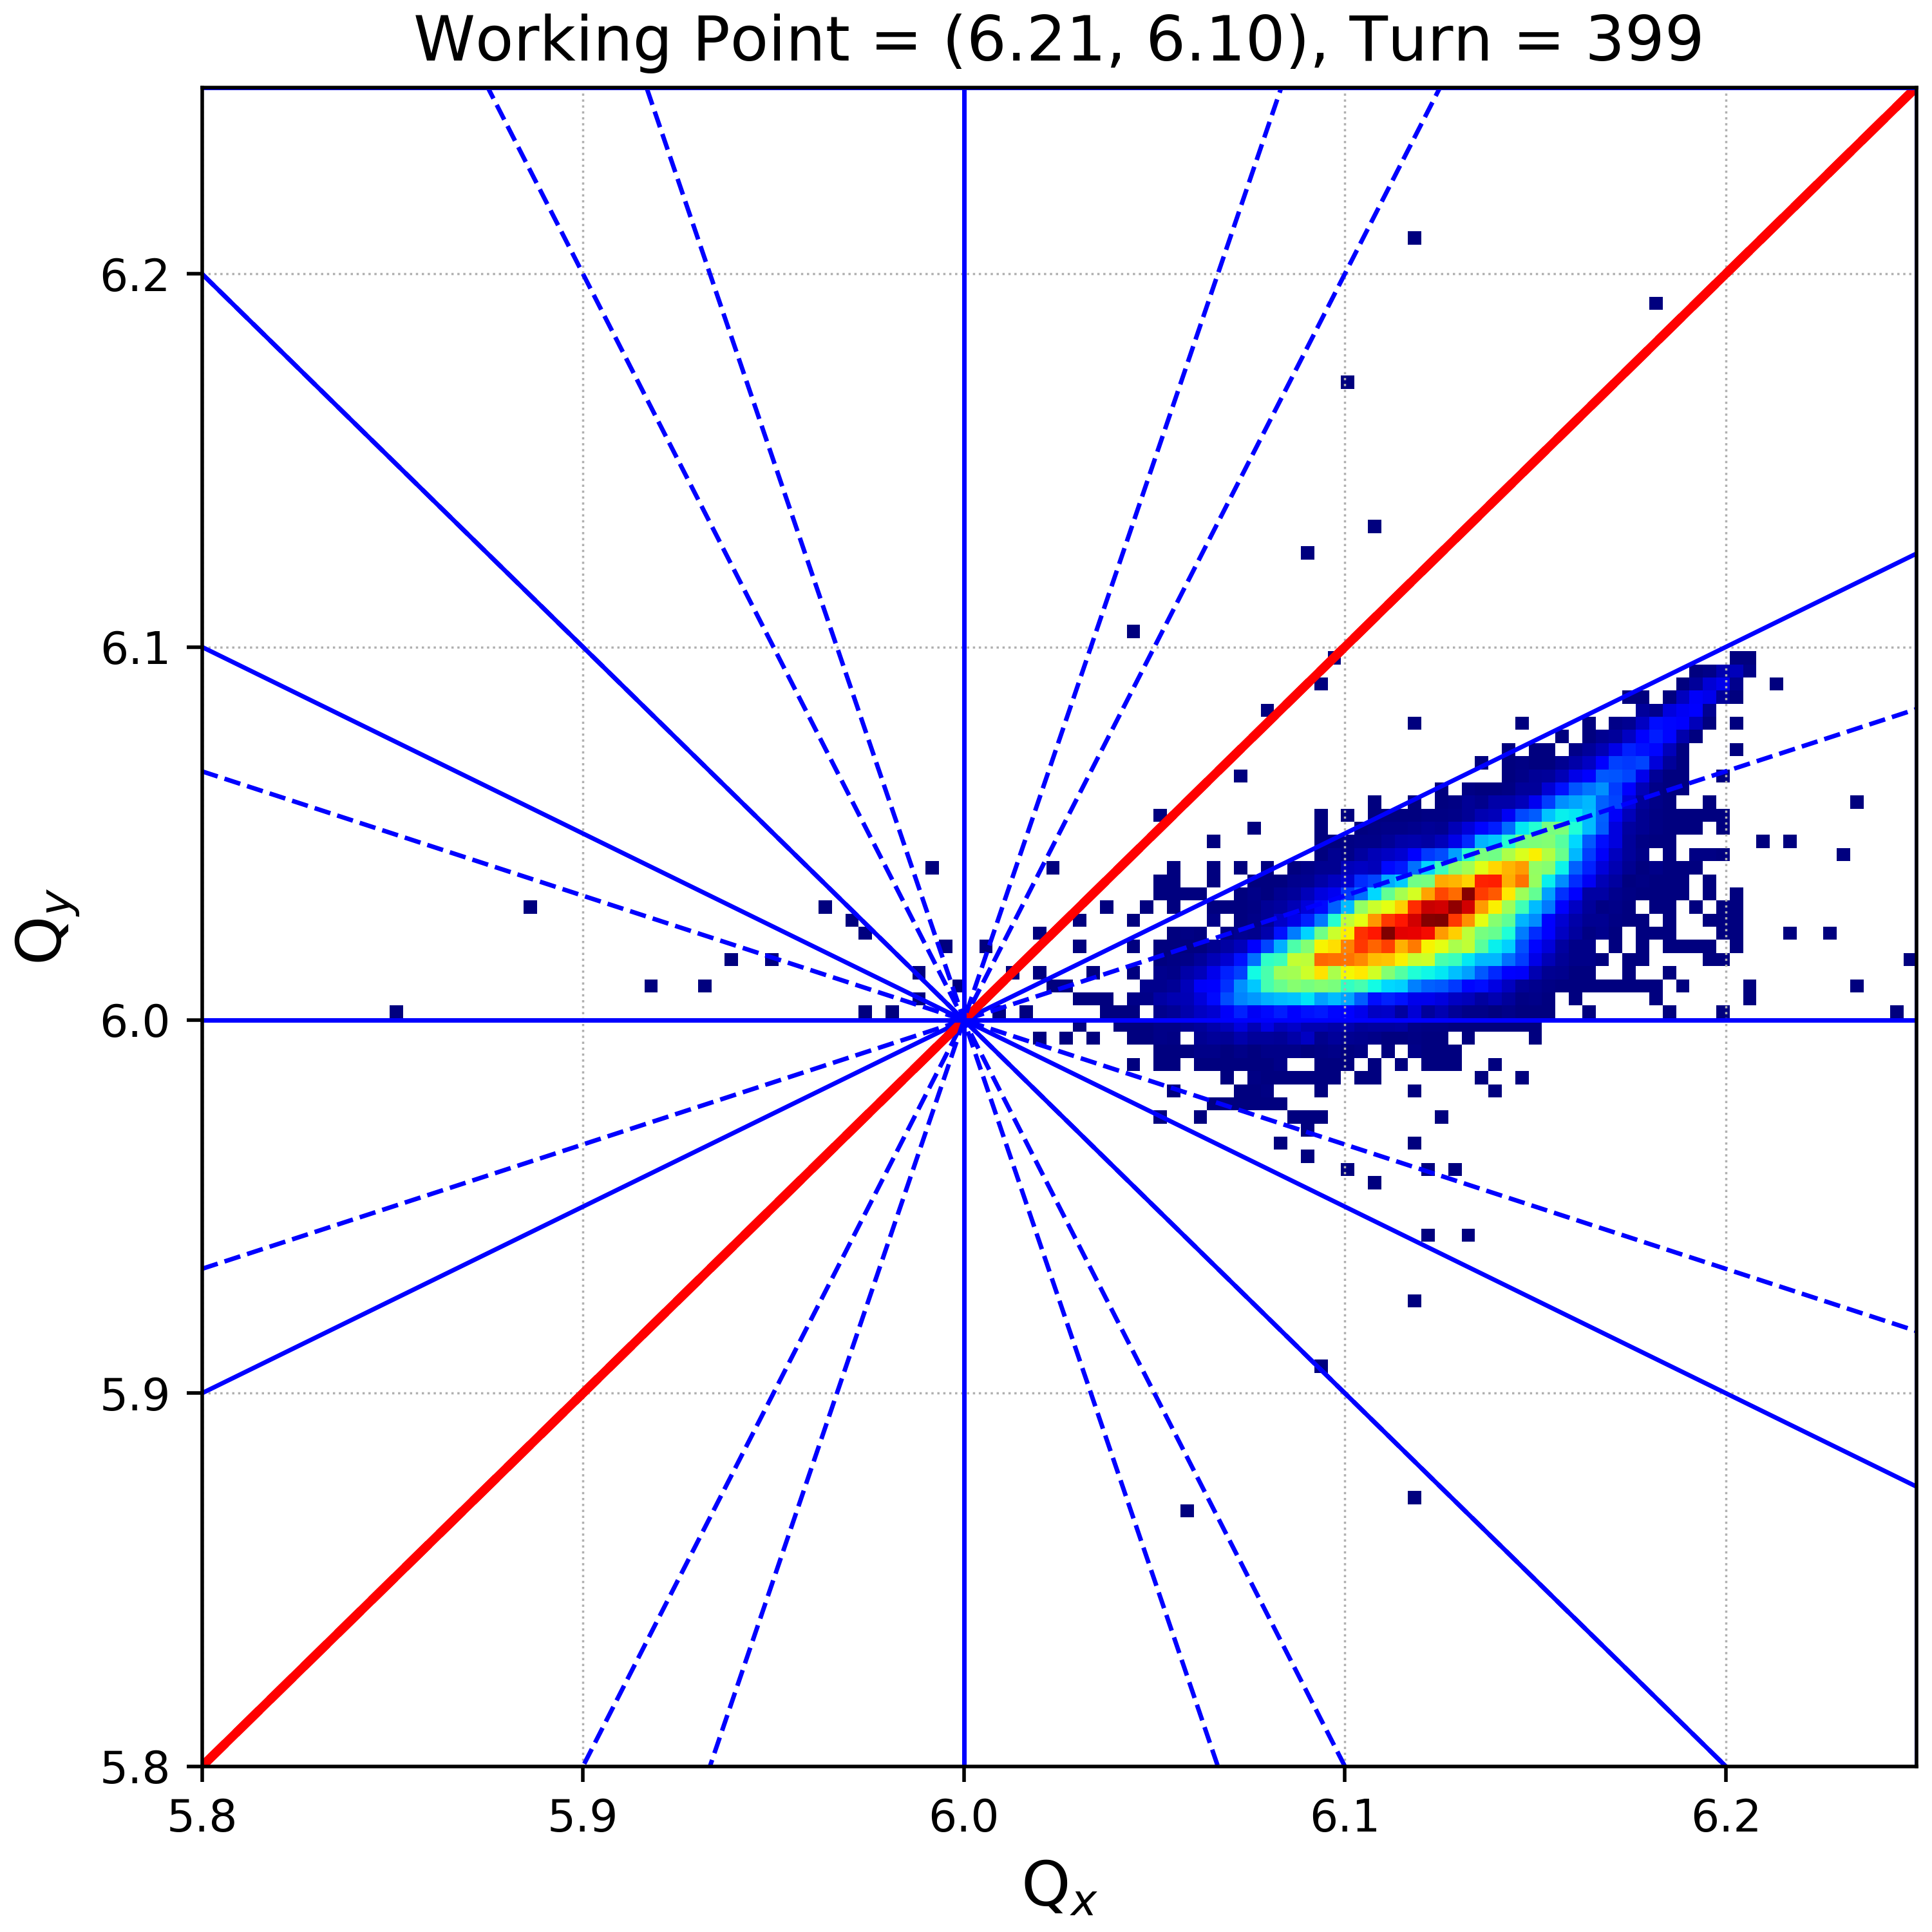 Working Point = (6.21, 6.10), Turn = 399
6.2
6.1
6.0
5.9
5.8
Qy
5.8 5.9 6.0 6.1 6.2
Qx